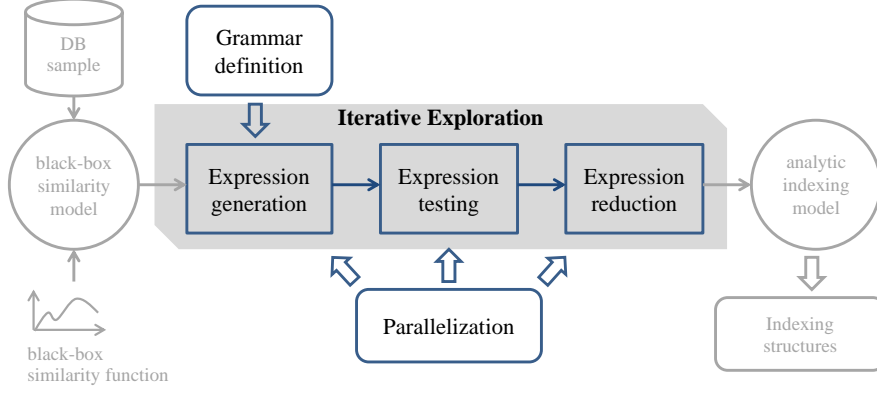 DB
sample
Grammar
definition
Iterative Exploration
black-box
similarity
model
Expression
generation
Expression
testing
Expression
reduction
analytic
indexing
model
Parallelization
Indexing
structures
black-box
similarity function